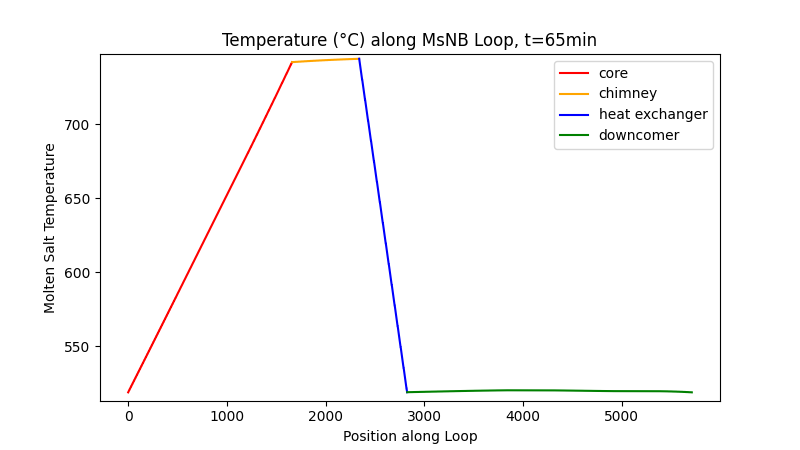 Temperature (°C) along MsNB Loop, t=65min
core
chimney
heat exchanger
downcomer
Molten Salt Temperature
700
650
600
550
0
1000
2000
3000
4000
5000
Position along Loop